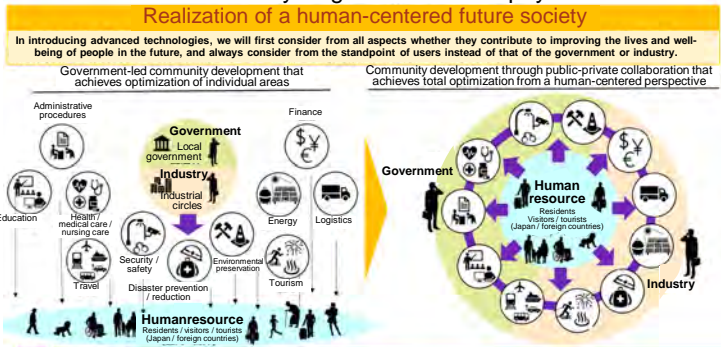 Realization of a human-centered future society
In introducing advanced technologies, we will first consider from all aspects whether they contribute to improving the lives and well-
being of people in the future, and always consider from the standpoint of users instead of that of the government or industry.
Government-led community development that
achieves optimization of individual areas
Administrative
procedures
Finance
Government
Local
government
Industry
Industrial
circles
Education
Health /
medical care /
nursing care
Energy
Logistics
Travel
Security /
safety
Environmental
preservation
Disaster prevention
/ reduction
Tourism
Humanresource
Residents / visitors / tourists
(Japan / foreign countries)
Community development through public-private collaboration that
achieves total optimization from a human-centered perspective
Government
Human
resource
Residents
Visitors / tourists
(Japan / foreign countries)
Industry